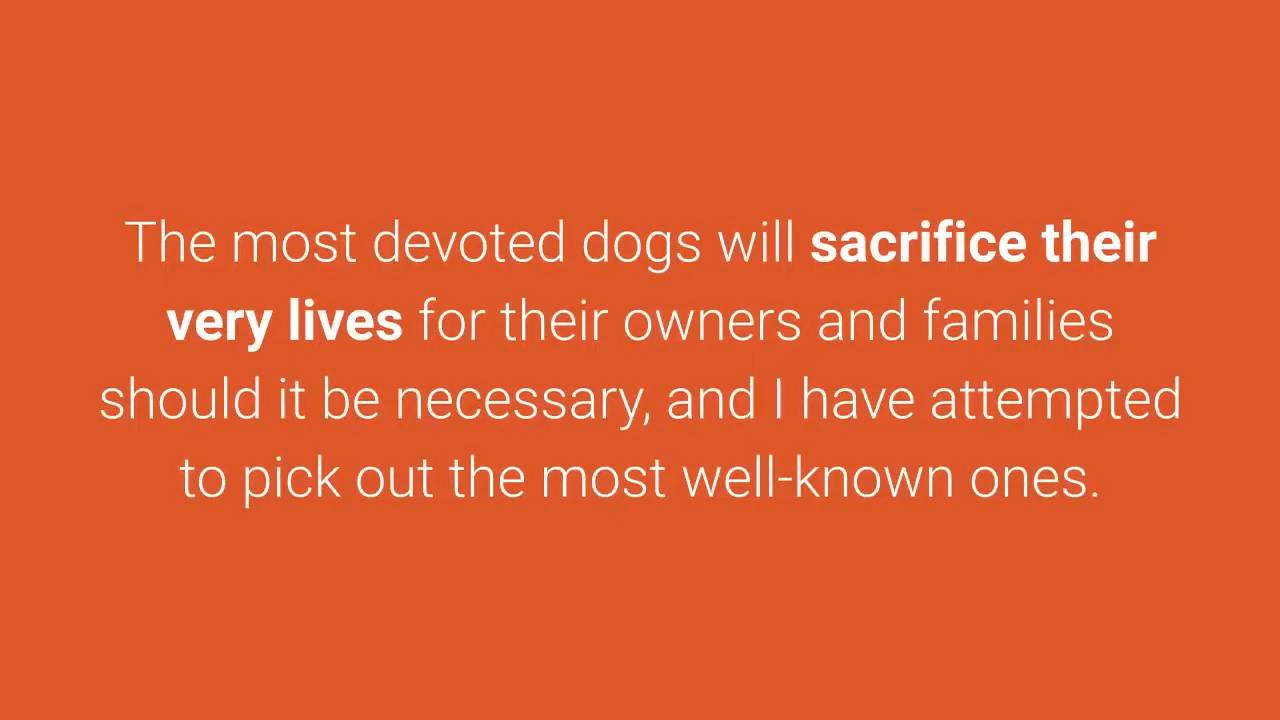 The most devoted dogs will sacrifice their
very lives for their owners and families
should it be necessary, and I have attempted
to pick out the most well-known ones.